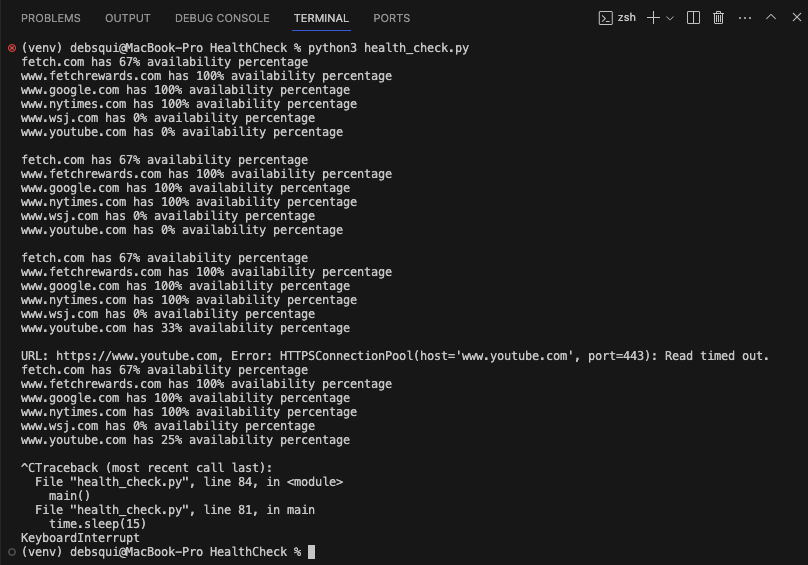 PROBLEMS OUTPUT DEBUG CONSOLE TERMINAL PORTS zsh
(venv) debsqui@MacBook-Pro HealthCheck % python3 health_check.py
fetch.com has 67% availability percentage
www.fetchrewards.com has 100% availability percentage
www.google.com has 100% availability percentage
www.nytimes.com has 100% availability percentage
www.wsj.com has 0% availability percentage
www.youtube.com has 0% availability percentage

fetch.com has 67% availability percentage
www.fetchrewards.com has 100% availability percentage
www.google.com has 100% availability percentage
www.nytimes.com has 100% availability percentage
www.wsj.com has 0% availability percentage
www.youtube.com has 0% availability percentage

fetch.com has 67% availability percentage
www.fetchrewards.com has 100% availability percentage
www.google.com has 100% availability percentage
www.nytimes.com has 100% availability percentage
www.wsj.com has 0% availability percentage
www.youtube.com has 33% availability percentage

URL: https://www.youtube.com, Error: HTTPSConnectionPool(host='www.youtube.com', port=443): Read timed out.
fetch.com has 67% availability percentage
www.fetchrewards.com has 100% availability percentage
www.google.com has 100% availability percentage
www.nytimes.com has 100% availability percentage
www.wsj.com has 0% availability percentage
www.youtube.com has 25% availability percentage

^CTraceback (most recent call last):
  File "health_check.py", line 84, in <module>
    main()
  File "health_check.py", line 81, in main
    time.sleep(15)
KeyboardInterrupt
(venv) debsqui@MacBook-Pro HealthCheck %